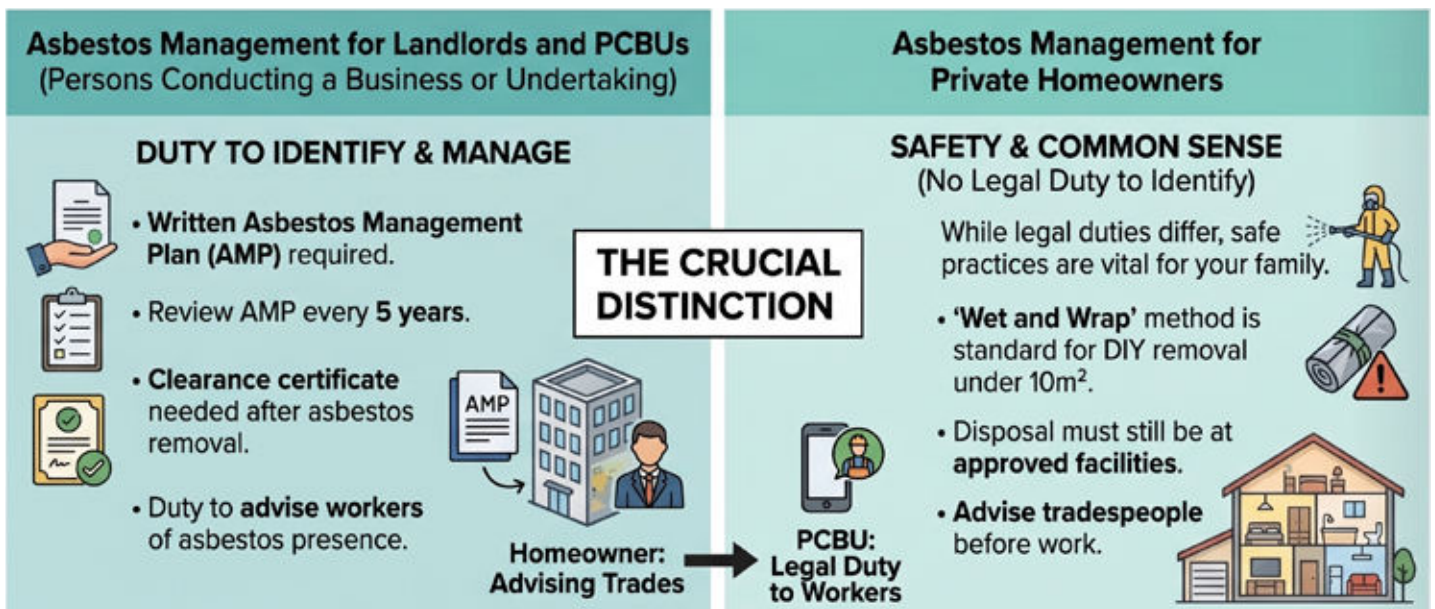 Asbestos Management for Landlords and PCBUs
(Persons Conducting a Business or Undertaking)
DUTY TO IDENTIFY & MANAGE
• Written Asbestos Management
Plan (AMP) required.
• Review AMP every 5 years.
• Clearance certificate
needed after asbestos
removal.
• Duty to advise workers
of asbestos presence.
AMP
Homeowner:
Advising Trades
THE CRUCIAL
DISTINCTION
PCBU:
Legal Duty
to Workers
Asbestos Management for
Private Homeowners
SAFETY & COMMON SENSE
(No Legal Duty to Identify)
While legal duties differ, safe
practices are vital for your family.
• ‘Wet and Wrap’ method is
standard for DIY removal
under 10m².
• Disposal must still be at
approved facilities.
• Advise tradespeople
before work.